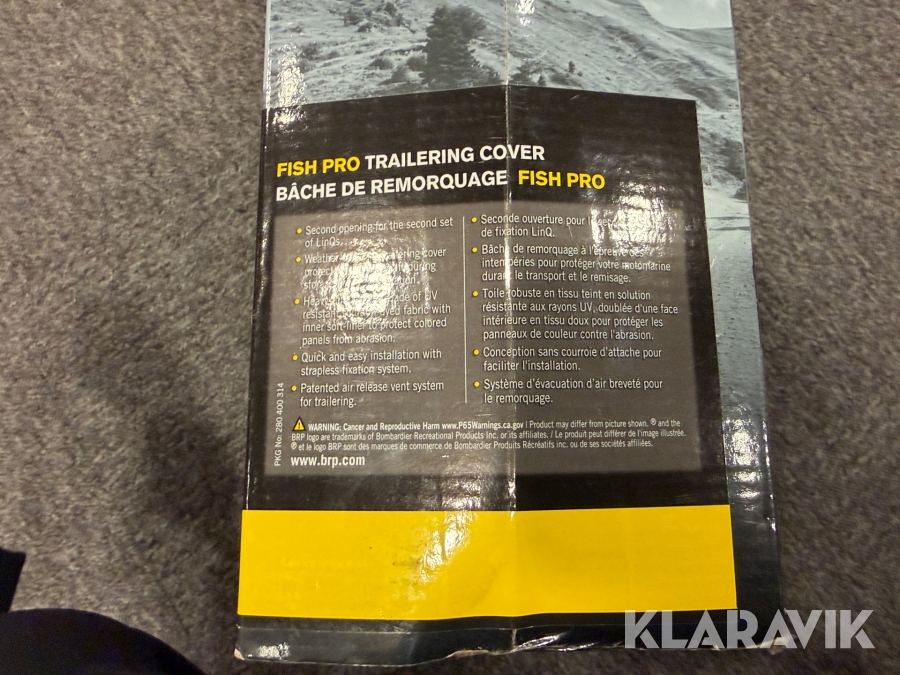 FISH PRO TRAILERING COVER
BÂCHE DE REMORQUAGE FISH PRO
• Second opening for the second set
of LinQs.
• Weather cover
during
• UV
fabric with
inner soft liner to protect colored
panels from abrasion.
• Quick and easy installation with
strapless fixation system.
• Patented air release vent system
for trailering.
• Seconde ouverture pour
de fixation LinQ.
• Bâche de remorquage à l'épreuve des
intempéries pour protéger votre motomarine
durant le transport et le remisage.
• Toile robuste en tissu teint en solution
résistante aux rayons UV, doublée d'une face
intérieure en tissu doux pour protéger les
panneaux de couleur contre l'abrasion.
• Conception sans courroie d'attache pour
faciliter l'installation.
• Système d'évacuation d'air breveté pour
le remorquage.
PKG No: 280 400 314
WARNING: Cancer and Reproductive Harm www.P65Warnings.ca.gov | Product may differ from picture shown. ® and the
BRP logo are trademarks of Bombardier Recreational Products Inc. or its affiliates. / Le produit peut différer de l'image illustrée.
® et le logo BRP sont des marques de commerce de Bombardier Produits Récréatifs inc. ou de ses sociétés affiliées.
www.brp.com
KLARAVIK